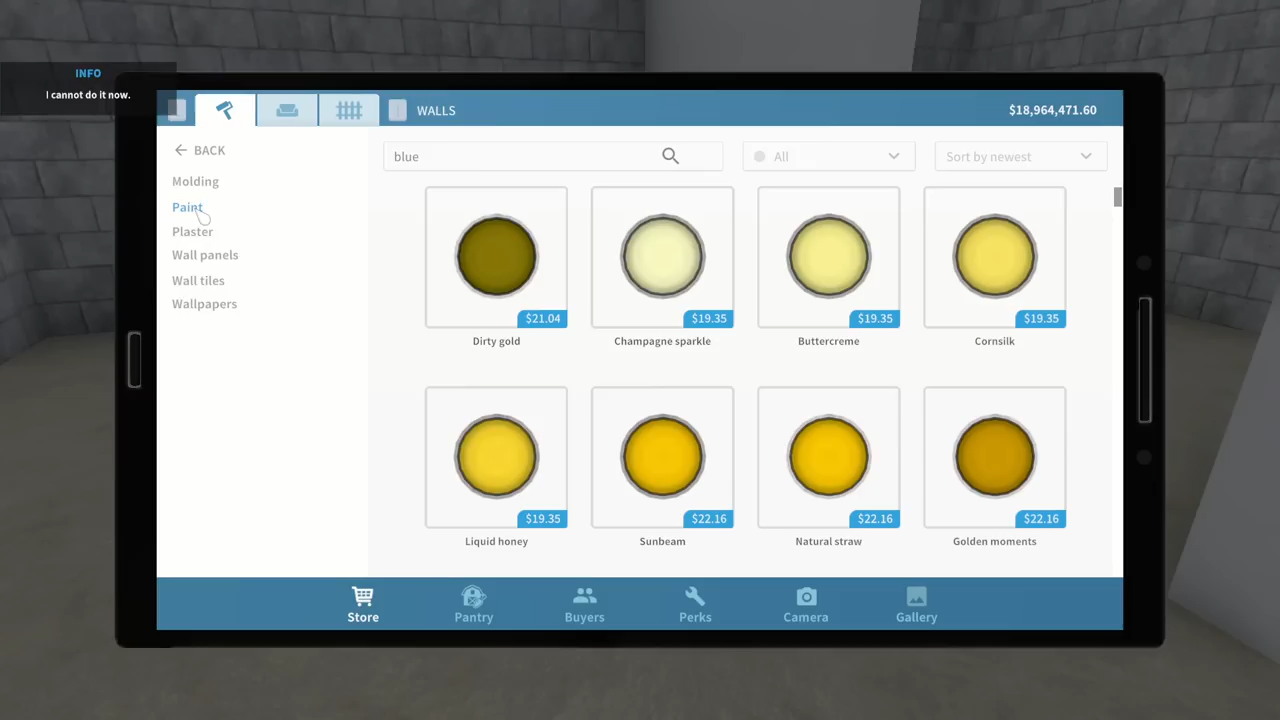 INFO
I cannot do it now.
WALLS
$18,964,471.60
BACK
Molding
Paint
Plaster
Wall panels
Wall tiles
Wallpapers
blue
All
Sort by newest
$21.04
$19.35
$19.35
$19.35
Dirty gold
Champagne sparkle
Buttercreme
Cornsilk
$19.35
$22.16
$22.16
$22.16
Liquid honey
Sunbeam
Natural straw
Golden moments
Store
Pantry
Buyers
Perks
Camera
Gallery